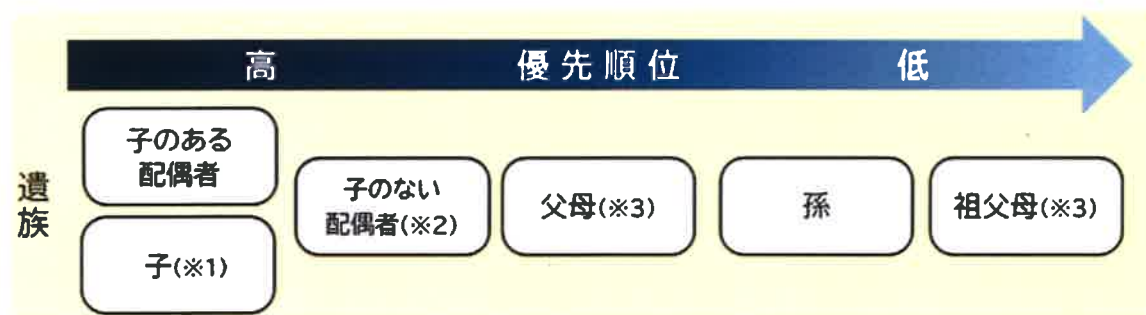 高 優先順位 低
遺族
子のある
配偶者
子(※1)
子のない
配偶者(※2)
父母(※3)
孫
祖父母(※3)